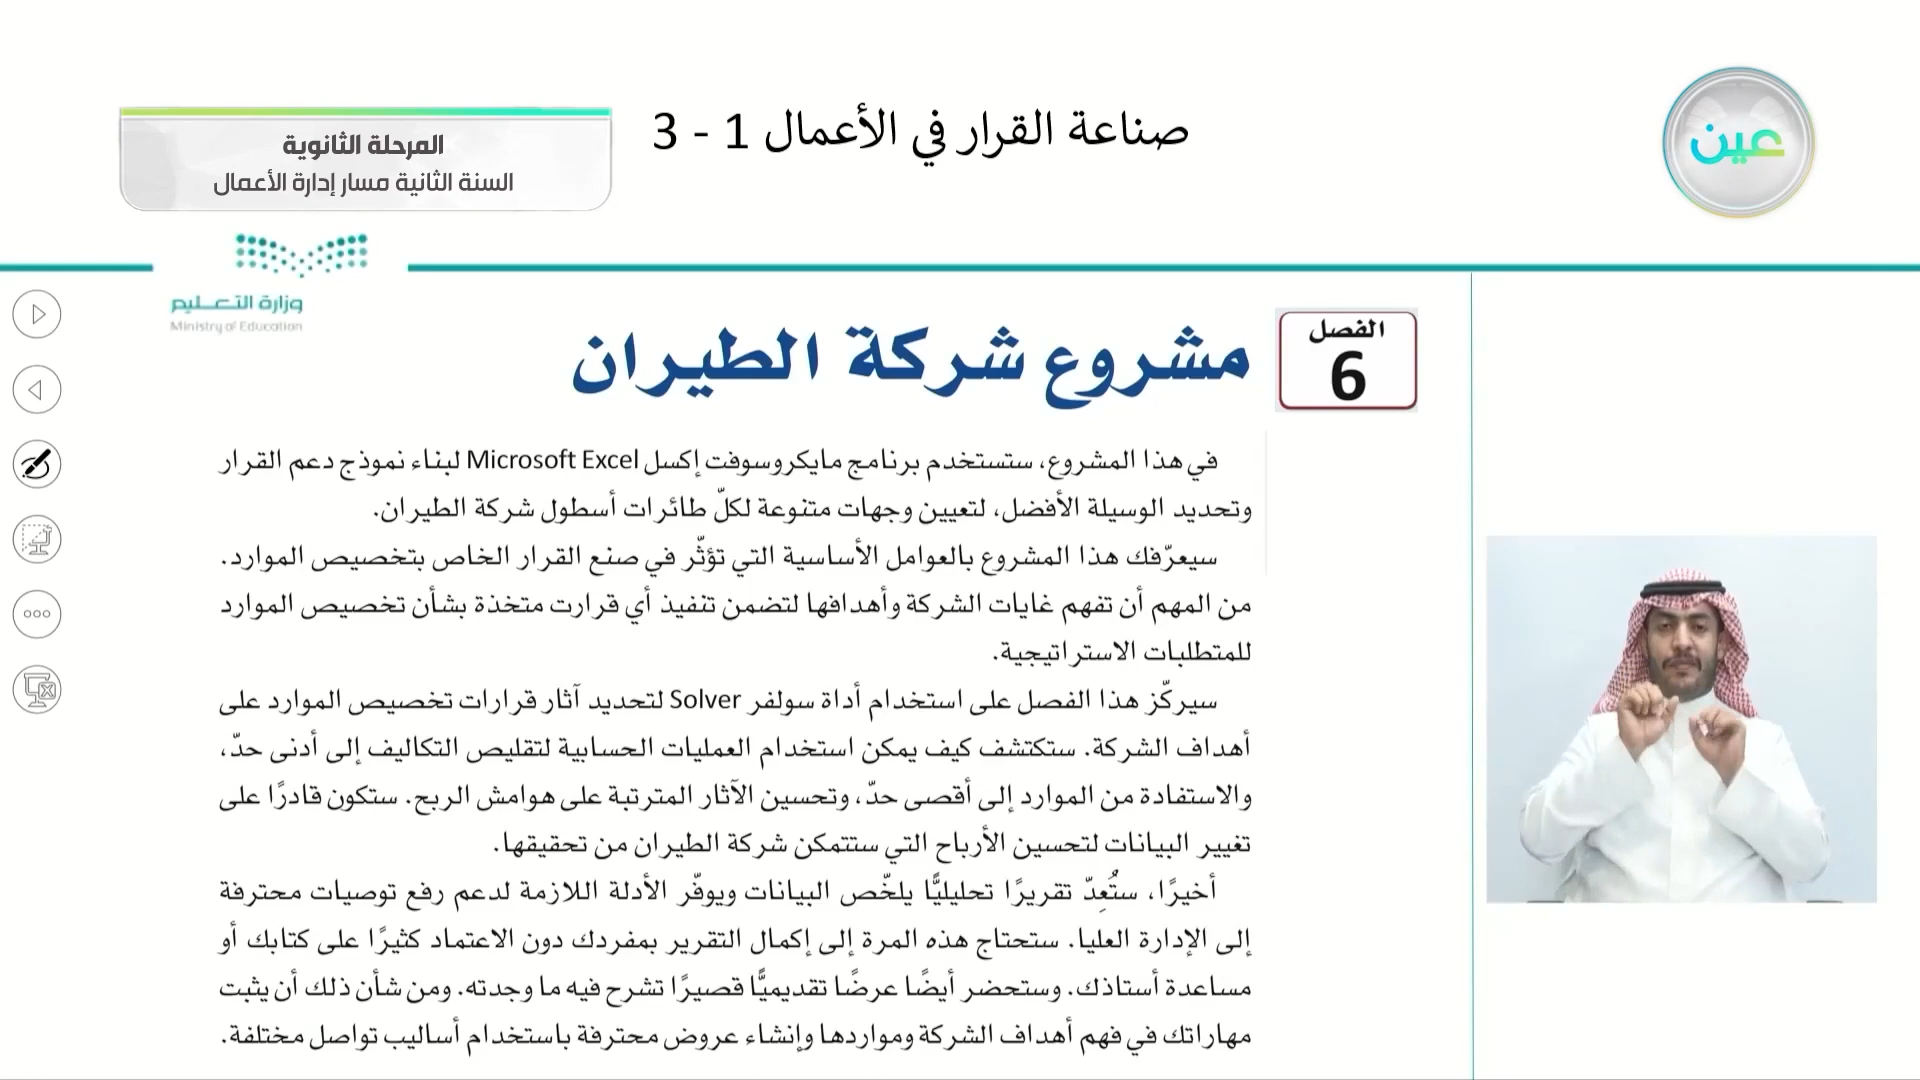 عين
صناعة القرار في الأعمال 1 - 3
المرحلة الثانوية
السنة الثانية مسار إدارة الأعمال
وزارة التعليم
Ministry of Education
الفصل
6
مشروع شركة الطيران
في هذا المشروع، ستستخدم برنامج مايكروسوفت إكسل Microsoft Excel لبناء نموذج دعم القرار
وتحديد الوسيلة الأفضل، لتعيين وجهات متنوعة لكلّ طائرات أسطول شركة الطيران.
سيعرّفك هذا المشروع بالعوامل الأساسية التي تؤثّر في صنع القرار الخاص بتخصيص الموارد.
من المهم أن تفهم غايات الشركة وأهدافها لتضمن تنفيذ أي قرارت متخذة بشأن تخصيص الموارد
للمتطلبات الاستراتيجية.
سيركّز هذا الفصل على استخدام أداة سولفر Solver لتحديد آثار قرارات تخصيص الموارد على
أهداف الشركة. ستكتشف كيف يمكن استخدام العمليات الحسابية لتقليص التكاليف إلى أدنى حدّ،
والاستفادة من الموارد إلى أقصى حدّ، وتحسين الآثار المترتبة على هوامش الربح. ستكون قادرًا على
تغيير البيانات لتحسين الأرباح التي ستتمكن شركة الطيران من تحقيقها.
أخيرًا، ستُعِدّ تقريرًا تحليليًّا يلخّص البيانات ويوفّر الأدلة اللازمة لدعم رفع توصيات محترفة
إلى الإدارة العليا. ستحتاج هذه المرة إلى إكمال التقرير بمفردك دون الاعتماد كثيرًا على كتابك أو
مساعدة أستاذك. وستحضر أيضًا عرضًا تقديميًّا قصيرًا تشرح فيه ما وجدته. ومن شأن ذلك أن يثبت
مهاراتك في فهم أهداف الشركة ومواردها وإنشاء عروض محترفة باستخدام أساليب تواصل مختلفة.